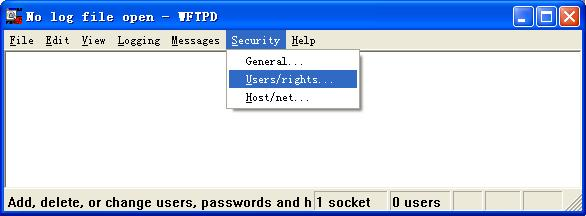 No log file open - WFTPD
File Edit View Logging Messages Security Help
General...
Users/rights...
Host/net...
Add, delete, or change users, passwords and h 1 socket 0 users